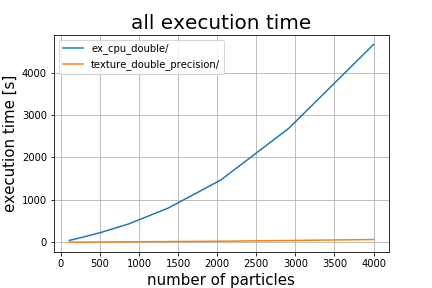 all execution time
ex_cpu_double/
texture_double_precision/
execution time [s]
4000
3000
2000
1000
0
0 500 1000 1500 2000 2500 3000 3500 4000
number of particles